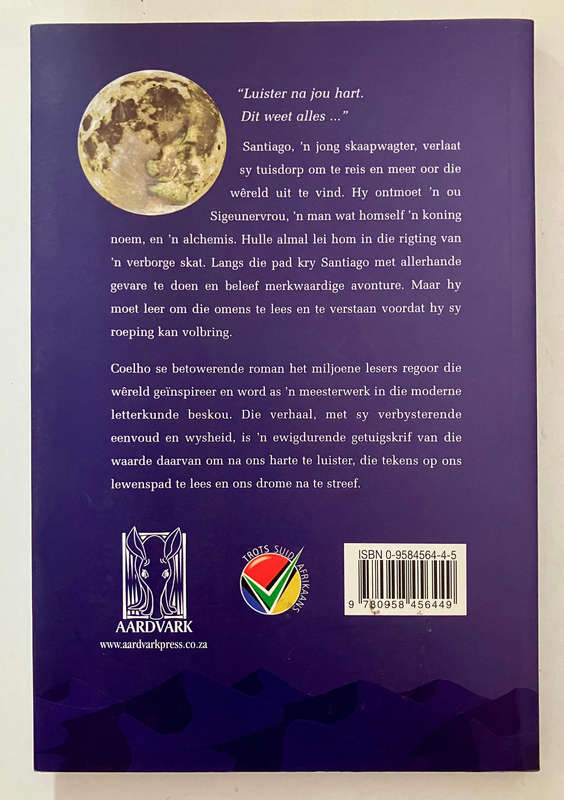 “Luister na jou hart.
Dit weet alles ...”
Santiago, ’n jong skaapwagter, verlaat
sy tuisdorp om te reis en meer oor die
wêreld uit te vind. Hy ontmoet ’n ou
Sigeunervrou, ’n man wat homself ’n koning
noem, en ’n alchemis. Hulle almal lei hom in die rigting van
’n verborge skat. Langs die pad kry Santiago met allerhande
gevare te doen en beleef merkwaardige avonture. Maar hy
moet leer om die omens te lees en te verstaan voordat hy sy
roeping kan volbring.
Coelho se betowerende roman het miljoene lesers regoor die
wêreld geïnspireer en word as ’n meesterwerk in die moderne
letterkunde beskou. Die verhaal, met sy verbysterende
eenvoud en wysheid, is ’n ewigdurende getuigskrif van die
waarde daarvan om na ons harte te luister, die tekens op ons
lewenspad te lees en ons drome na te streef.
AARDVARK
www.aardvarkpress.co.za
TROTS SUID AFRIKAANS
ISBN 0-9584564-4-5
9 780958 456449